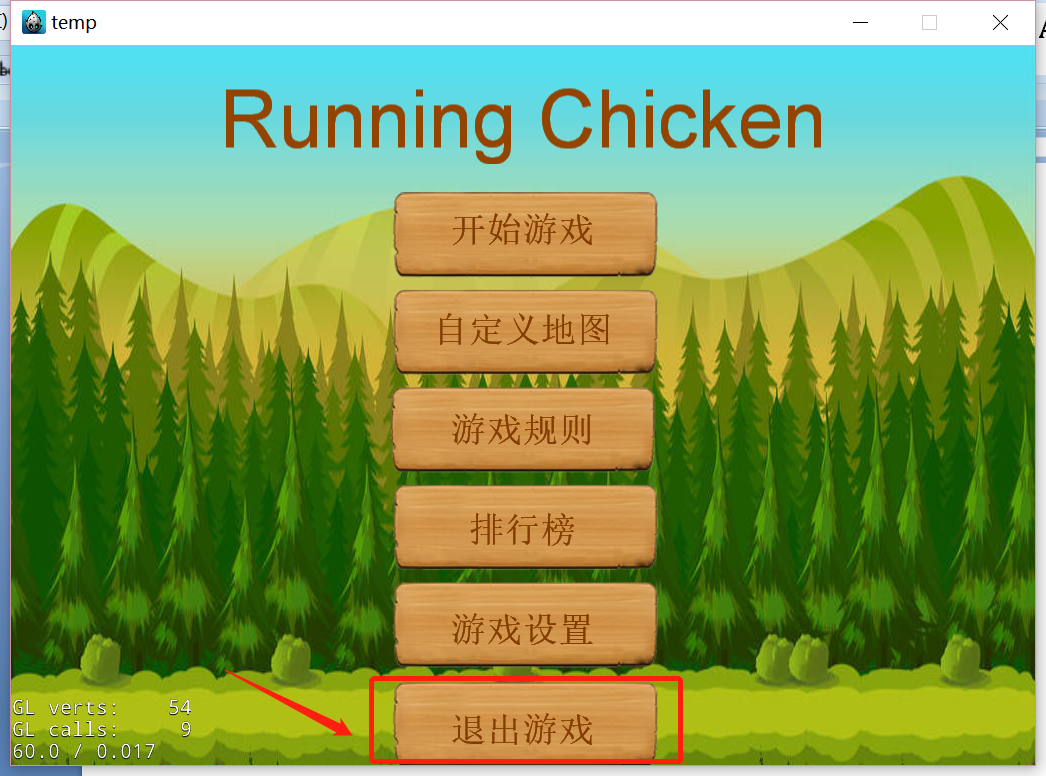 temp
Running Chicken
开始游戏
自定义地图
游戏规则
排行榜
游戏设置
退出游戏
GL verts: 54
GL calls: 9
60.0 / 0.017